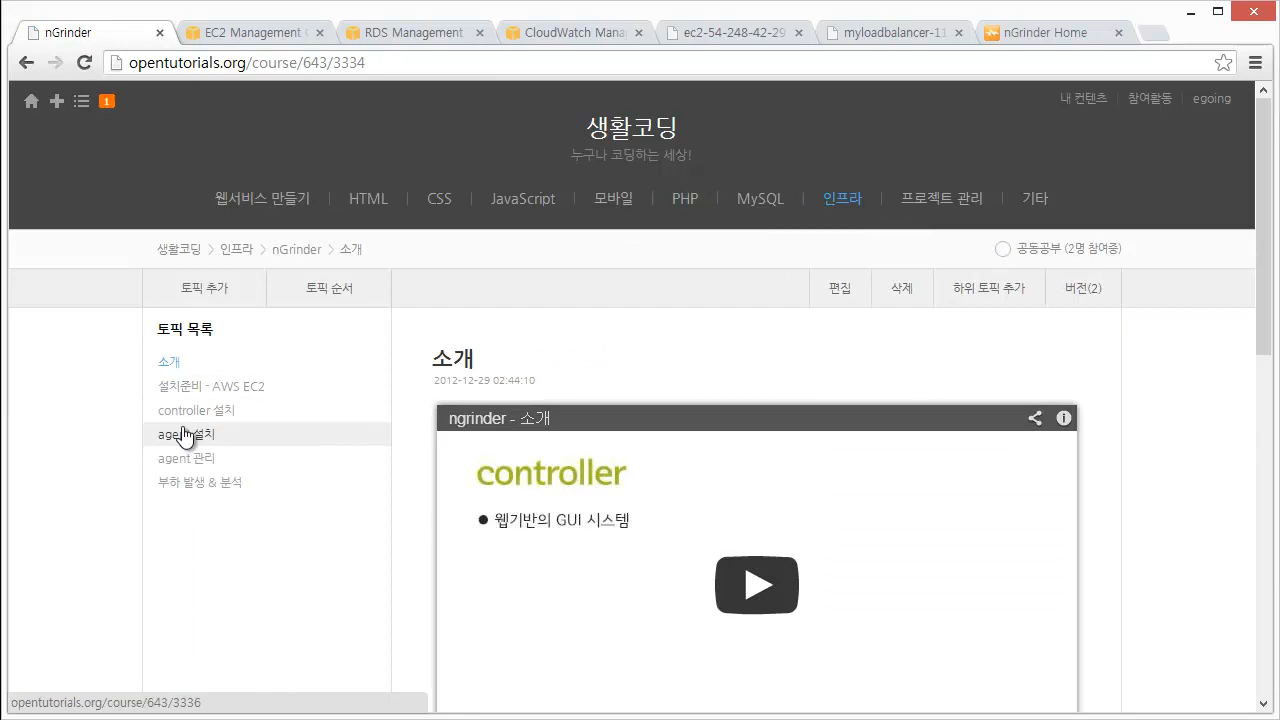 nGrinder
EC2 Management
RDS Management
CloudWatch Mana
ec2-54-248-42-29
myloadbalancer-11
nGrinder Home
opentutorials.org/course/643/3334
1
내 컨텐츠
참여활동
egoing
생활코딩
누구나 코딩하는 세상!
웹서비스 만들기
HTML
CSS
JavaScript
모바일
PHP
MySQL
인프라
프로젝트 관리
기타
생활코딩 > 인프라 > nGrinder > 소개
공동공부 (2명 참여중)
토픽 추가
토픽 순서
편집
삭제
하위 토픽 추가
버전(2)
토픽 목록
소개
설치준비 - AWS EC2
controller 설치
agent 설치
agent 관리
부하 발생 & 분석
소개
2012-12-29 02:44:10
ngrinder - 소개
controller
● 웹기반의 GUI 시스템
opentutorials.org/course/643/3336